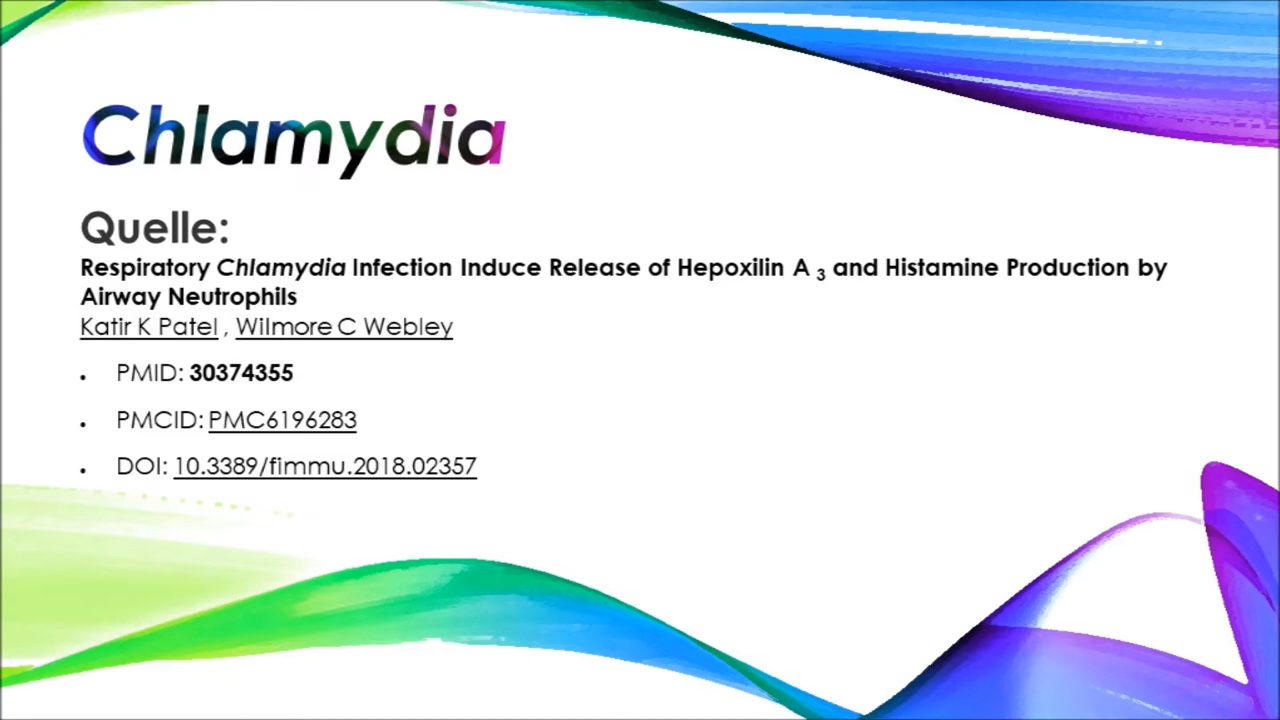 Chlamydia
Quelle:
Respiratory Chlamydia Infection Induce Release of Hepoxilin A 3 and Histamine Production by
Airway Neutrophils
Katir K Patel , Wilmore C Webley
• PMID: 30374355
• PMCID: PMC6196283
• DOI: 10.3389/fimmu.2018.02357